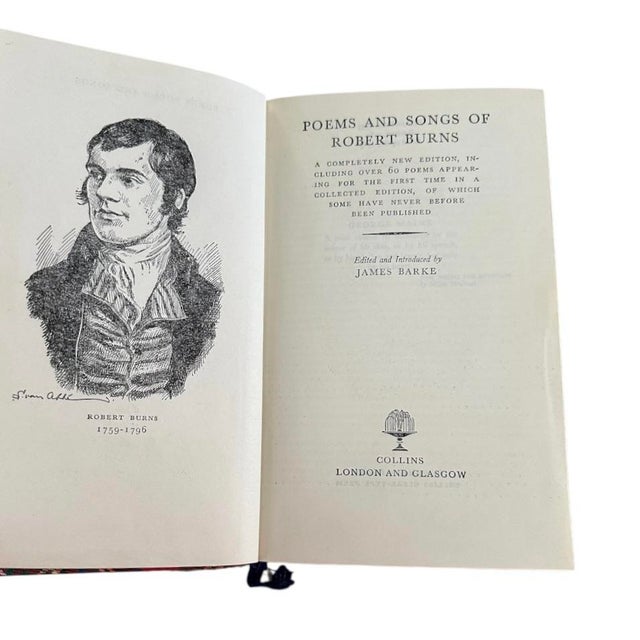 ROBERT BURNS
1759-1796
POEMS AND SONGS OF
ROBERT BURNS
A COMPLETELY NEW EDITION, IN-
CLUDING OVER 60 POEMS APPEAR-
ING FOR THE FIRST TIME IN A
COLLECTED EDITION, OF WHICH
SOME HAVE NEVER BEFORE
BEEN PUBLISHED
Edited and Introduced by
JAMES BARKE
COLLINS
LONDON AND GLASGOW